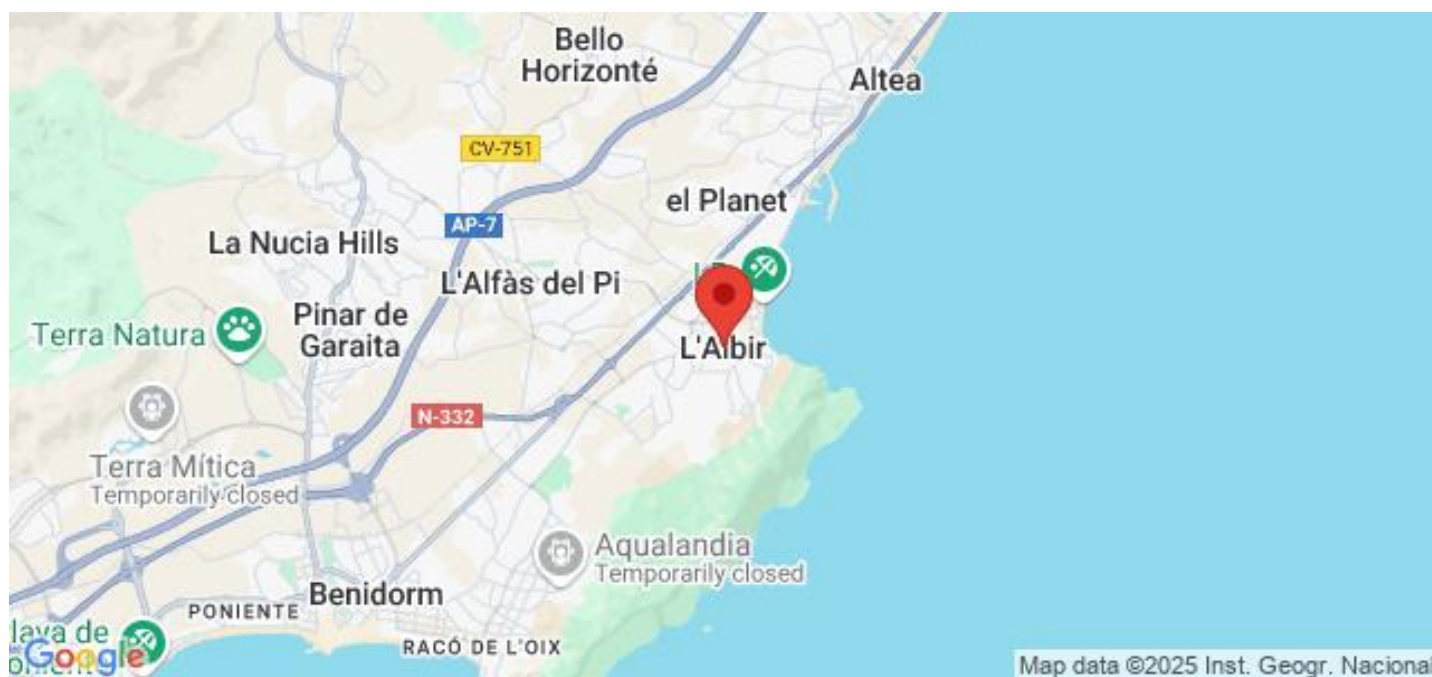 Bello
Horizonté
Altea
CV-751
el Planet
AP-7
La Nucia Hills
L'Alfàs del Pi
Pinar de
Garaita
Terra Natura
L'Albir
N-332
Terra Mítica
Temporarily closed
Aqualandia
Temporarily closed
Benidorm
PONIENTE
RACÓ DE L'OIX
laya de
Google
Map data ©2025 Inst. Geogr. Nacional